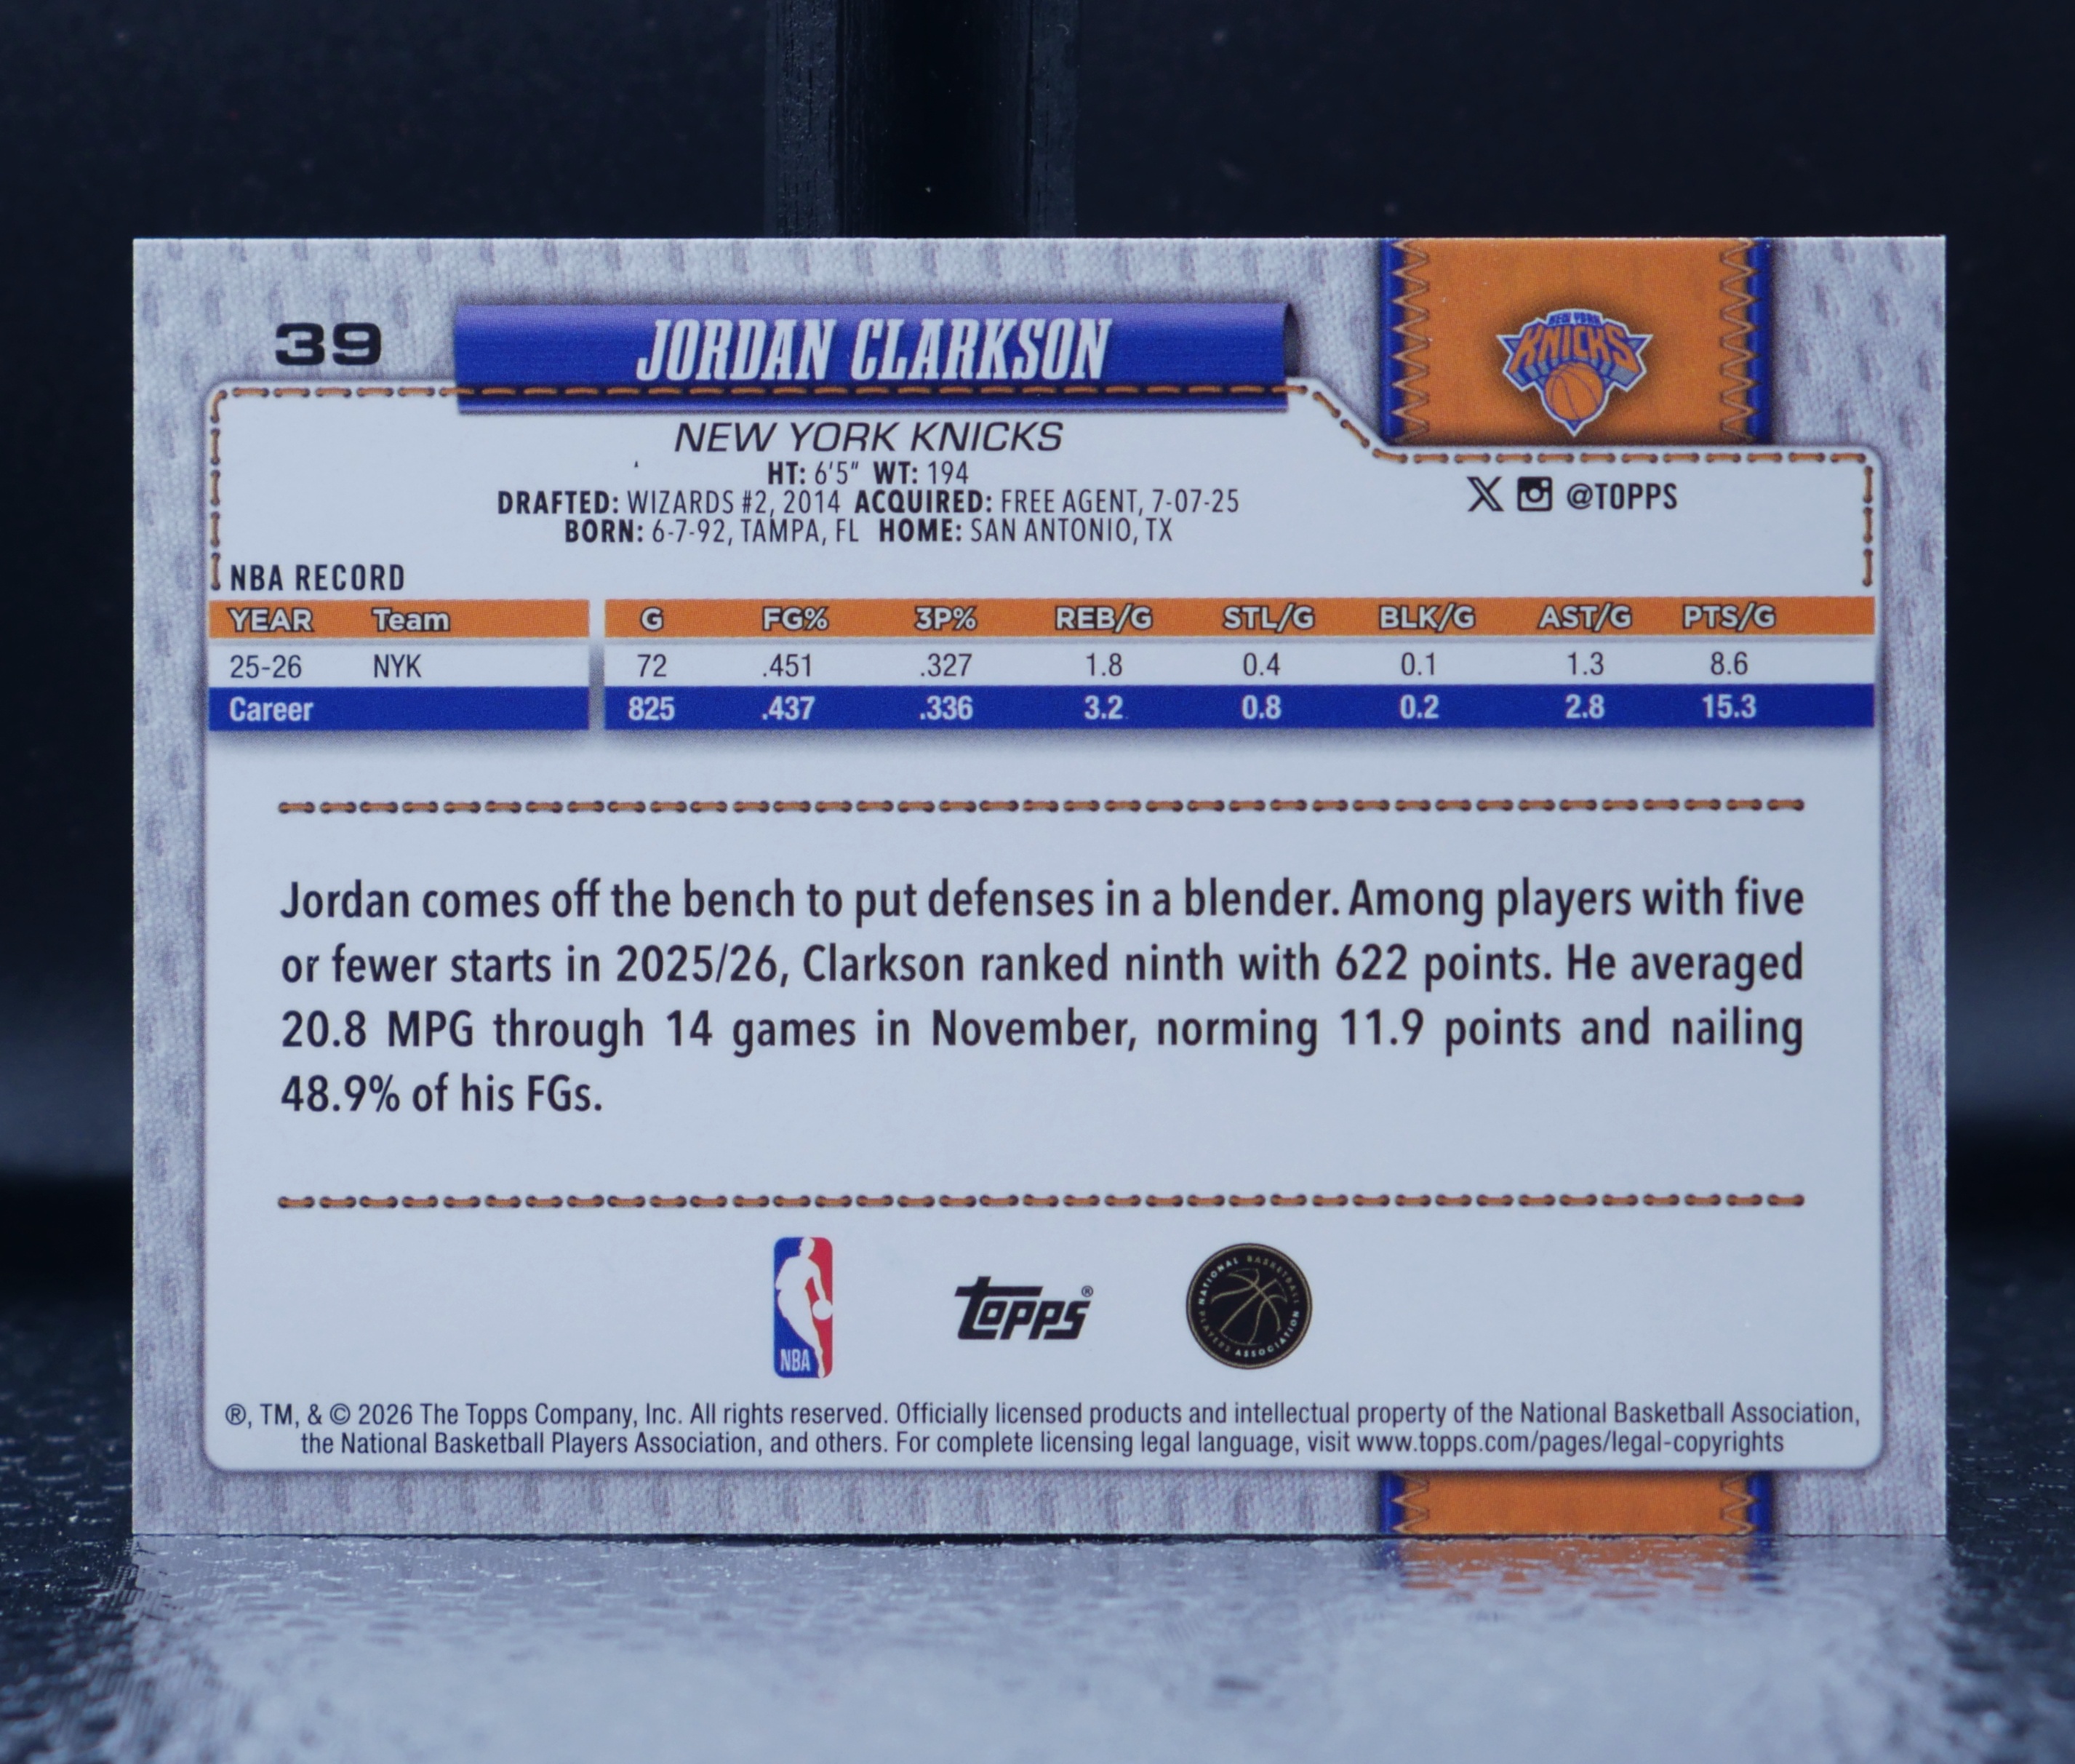 39
JORDAN CLARKSON
NEW YORK KNICKS
NEW YORK KNICKS
HT: 6'5" WT: 194
DRAFTED: WIZARDS #2, 2014 ACQUIRED: FREE AGENT, 7-07-25
BORN: 6-7-92, TAMPA, FL HOME: SAN ANTONIO, TX
@TOPPS
NBA RECORD
YEAR Team G FG% 3P% REB/G STL/G BLK/G AST/G PTS/G
25-26 NYK 72 .451 .327 1.8 0.4 0.1 1.3 8.6
Career 825 .437 .336 3.2 0.8 0.2 2.8 15.3
Jordan comes off the bench to put defenses in a blender. Among players with five
or fewer starts in 2025/26, Clarkson ranked ninth with 622 points. He averaged
20.8 MPG through 14 games in November, norming 11.9 points and nailing
48.9% of his FGs.
NBA
Topps®
NATIONAL BASKETBALL PLAYERS ASSOCIATION
®, TM, & © 2026 The Topps Company, Inc. All rights reserved. Officially licensed products and intellectual property of the National Basketball Association,
the National Basketball Players Association, and others. For complete licensing legal language, visit www.topps.com/pages/legal-copyrights